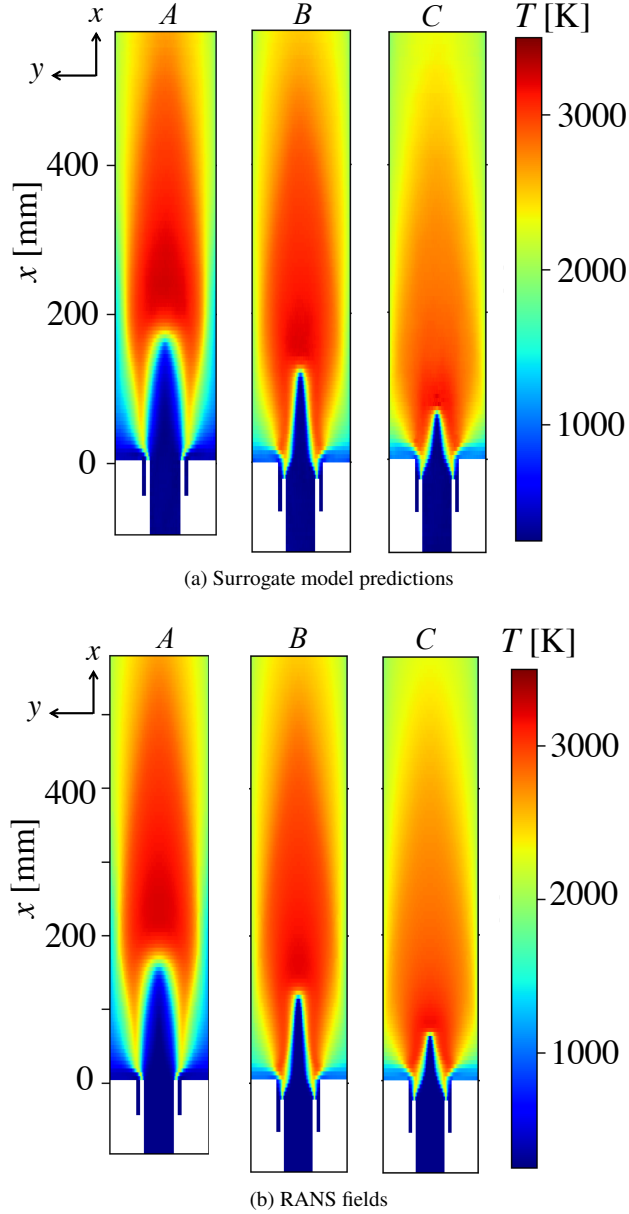 x
A
B
C
T [K]
y
3000
400
x [mm]
2000
200
1000
0
(a) Surrogate model predictions
A
B
C
T [K]
x
y
3000
400
x [mm]
2000
200
1000
0
(b) RANS fields